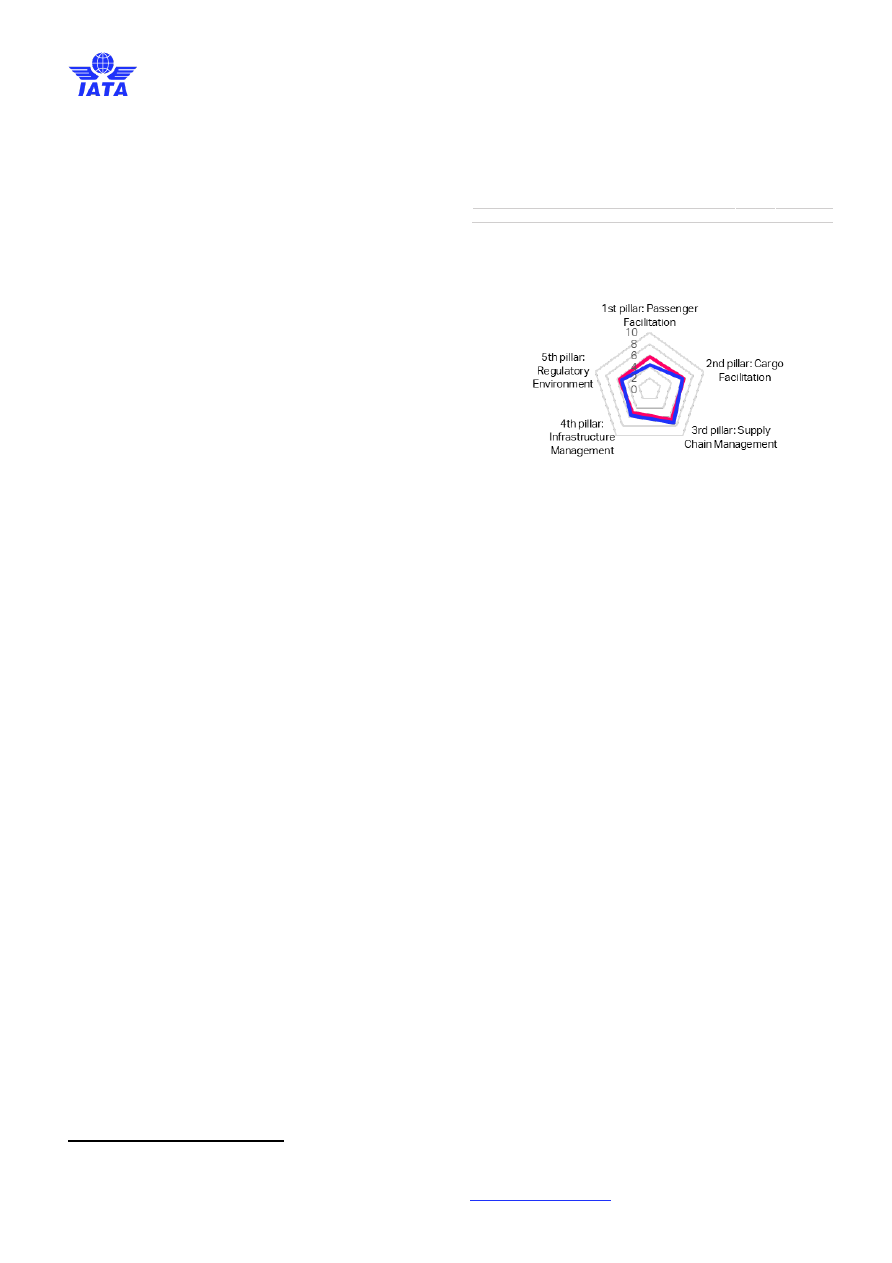 IATA
1st pillar: Passenger
Facilitation
10
8
6
4
2
0
2nd pillar: Cargo
Facilitation
3rd pillar: Supply
Chain Management
4th pillar:
Infrastructure
Management
5th pillar:
Regulatory
Environment